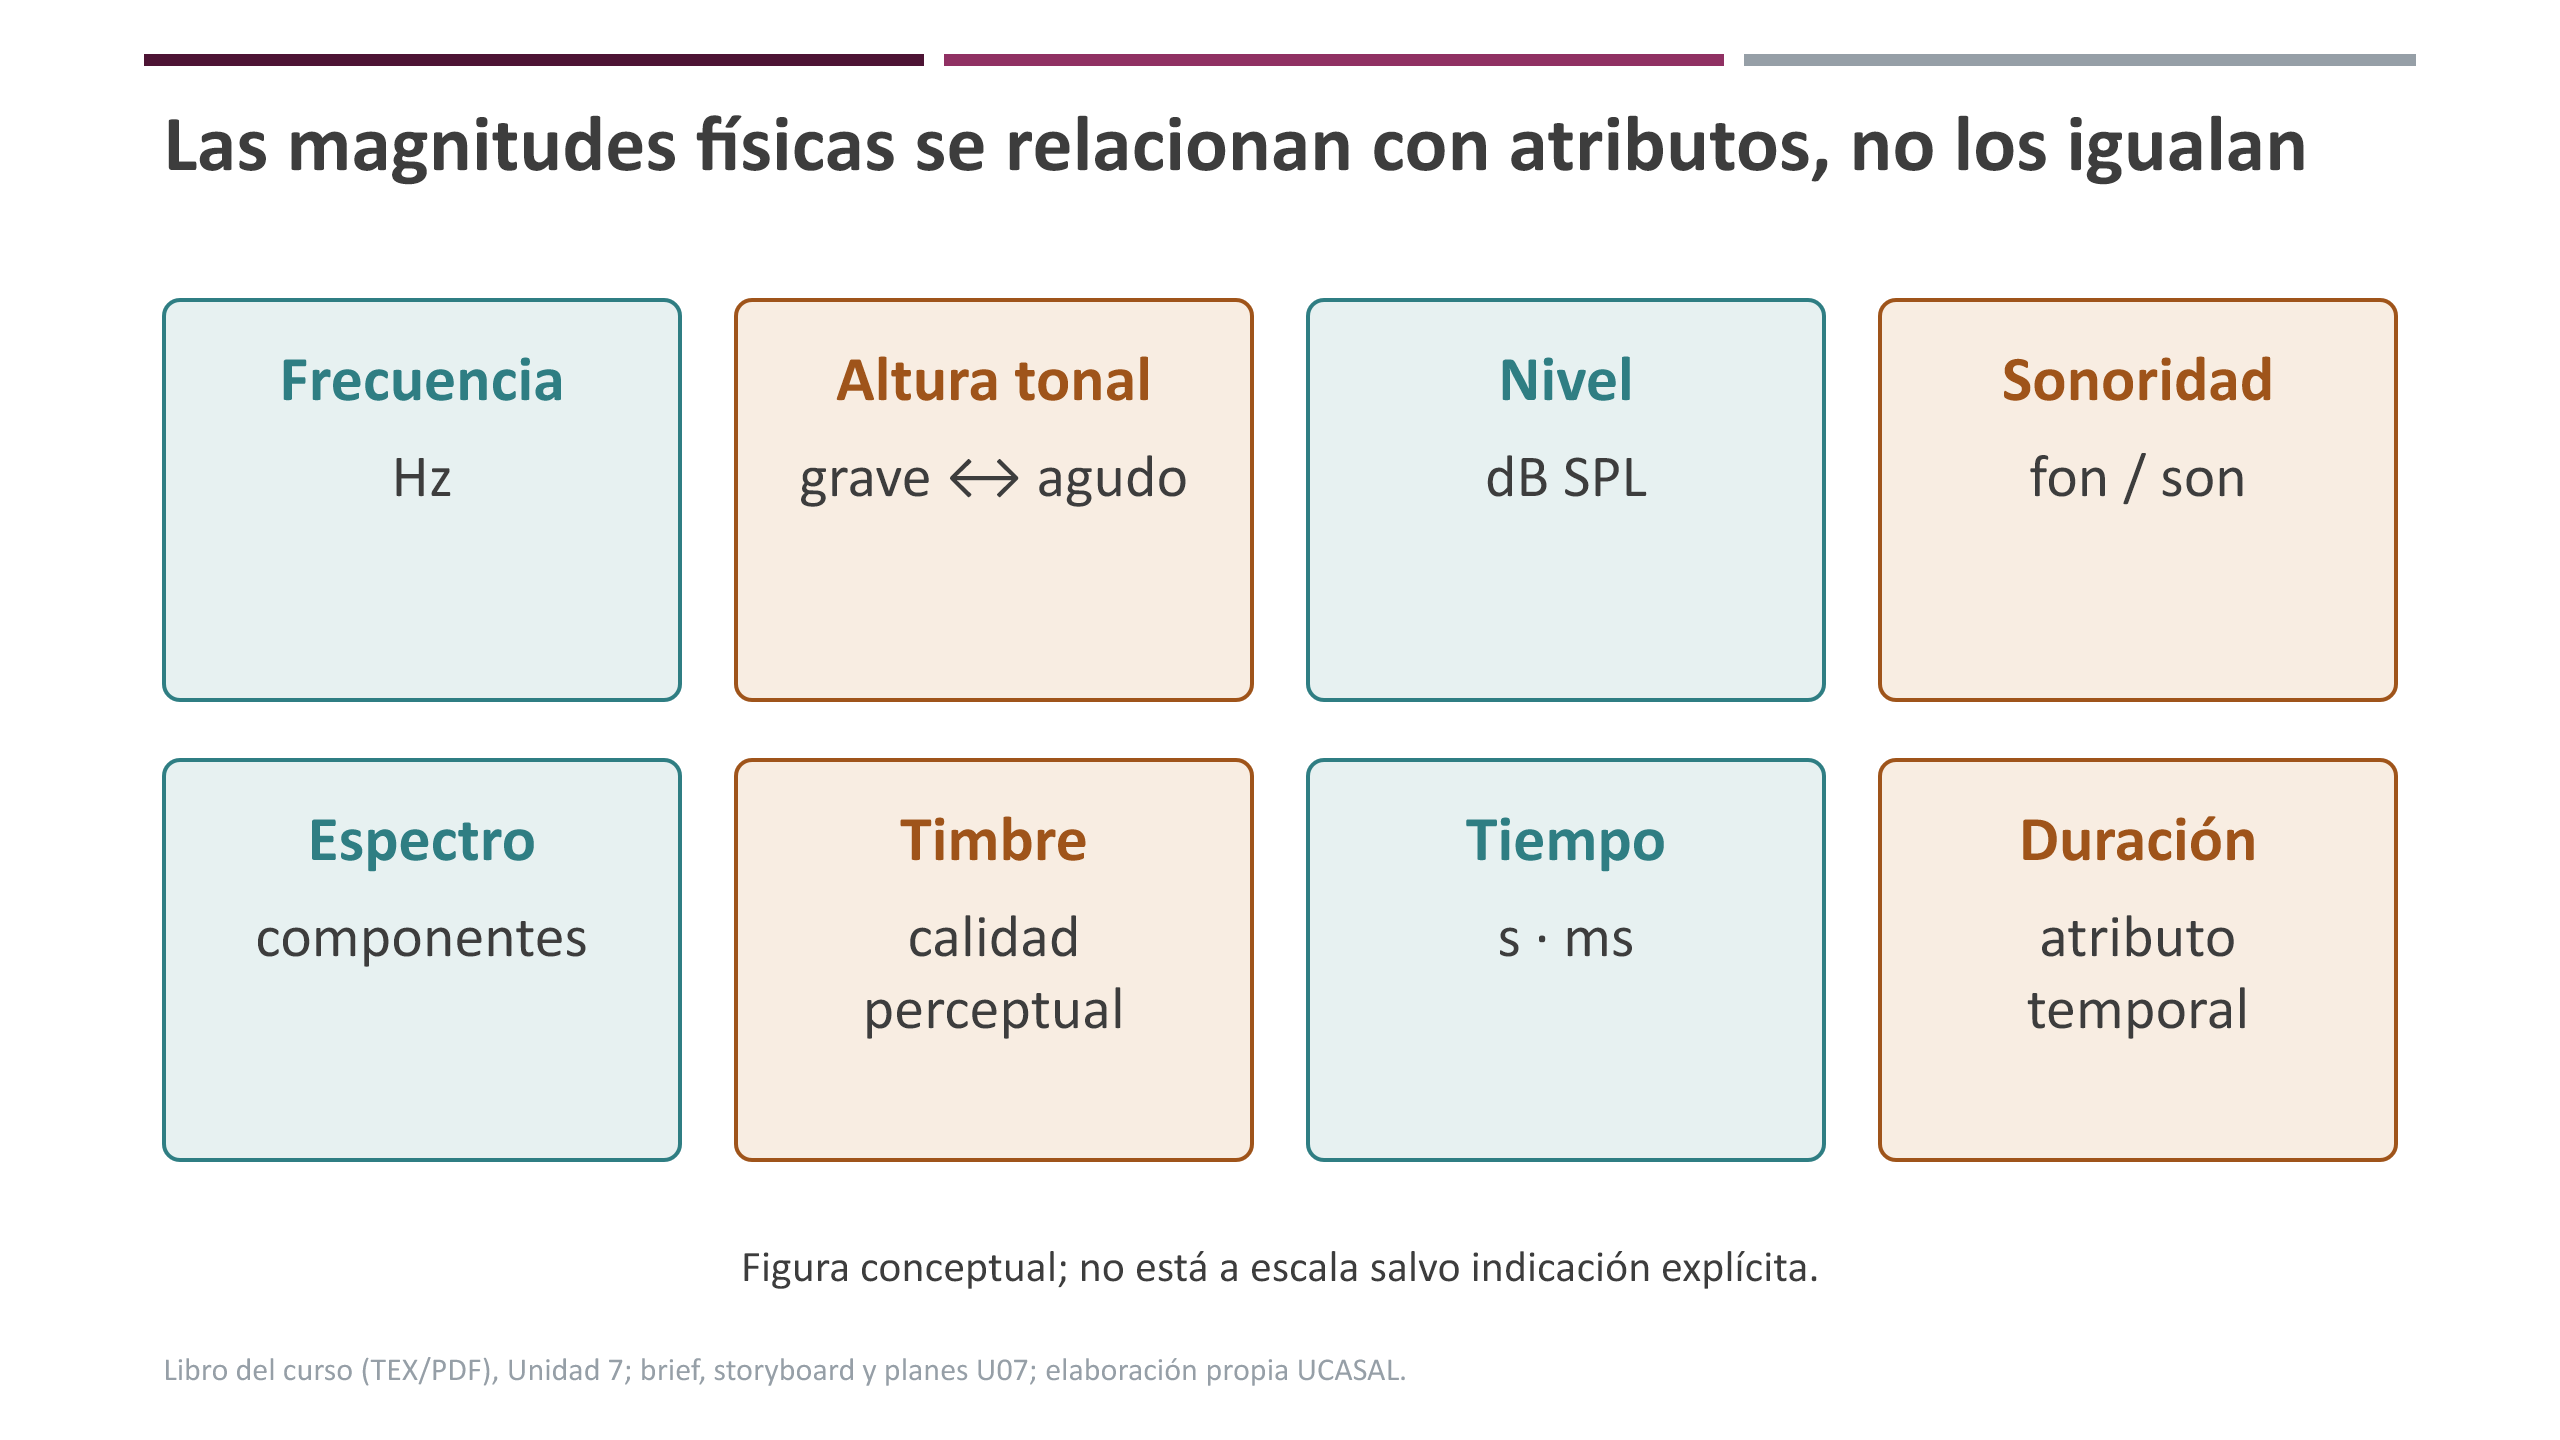 Las magnitudes físicas se relacionan con atributos, no los igualan
Frecuencia
Hz
Altura tonal
grave ↔ agudo
Nivel
dB SPL
Sonoridad
fon / son
Espectro
componentes
Timbre
calidad
perceptual
Tiempo
s · ms
Duración
atributo
temporal
Figura conceptual; no está a escala salvo indicación explícita.
Libro del curso (TEX/PDF), Unidad 7; brief, storyboard y planes U07; elaboración propia UCASAL.